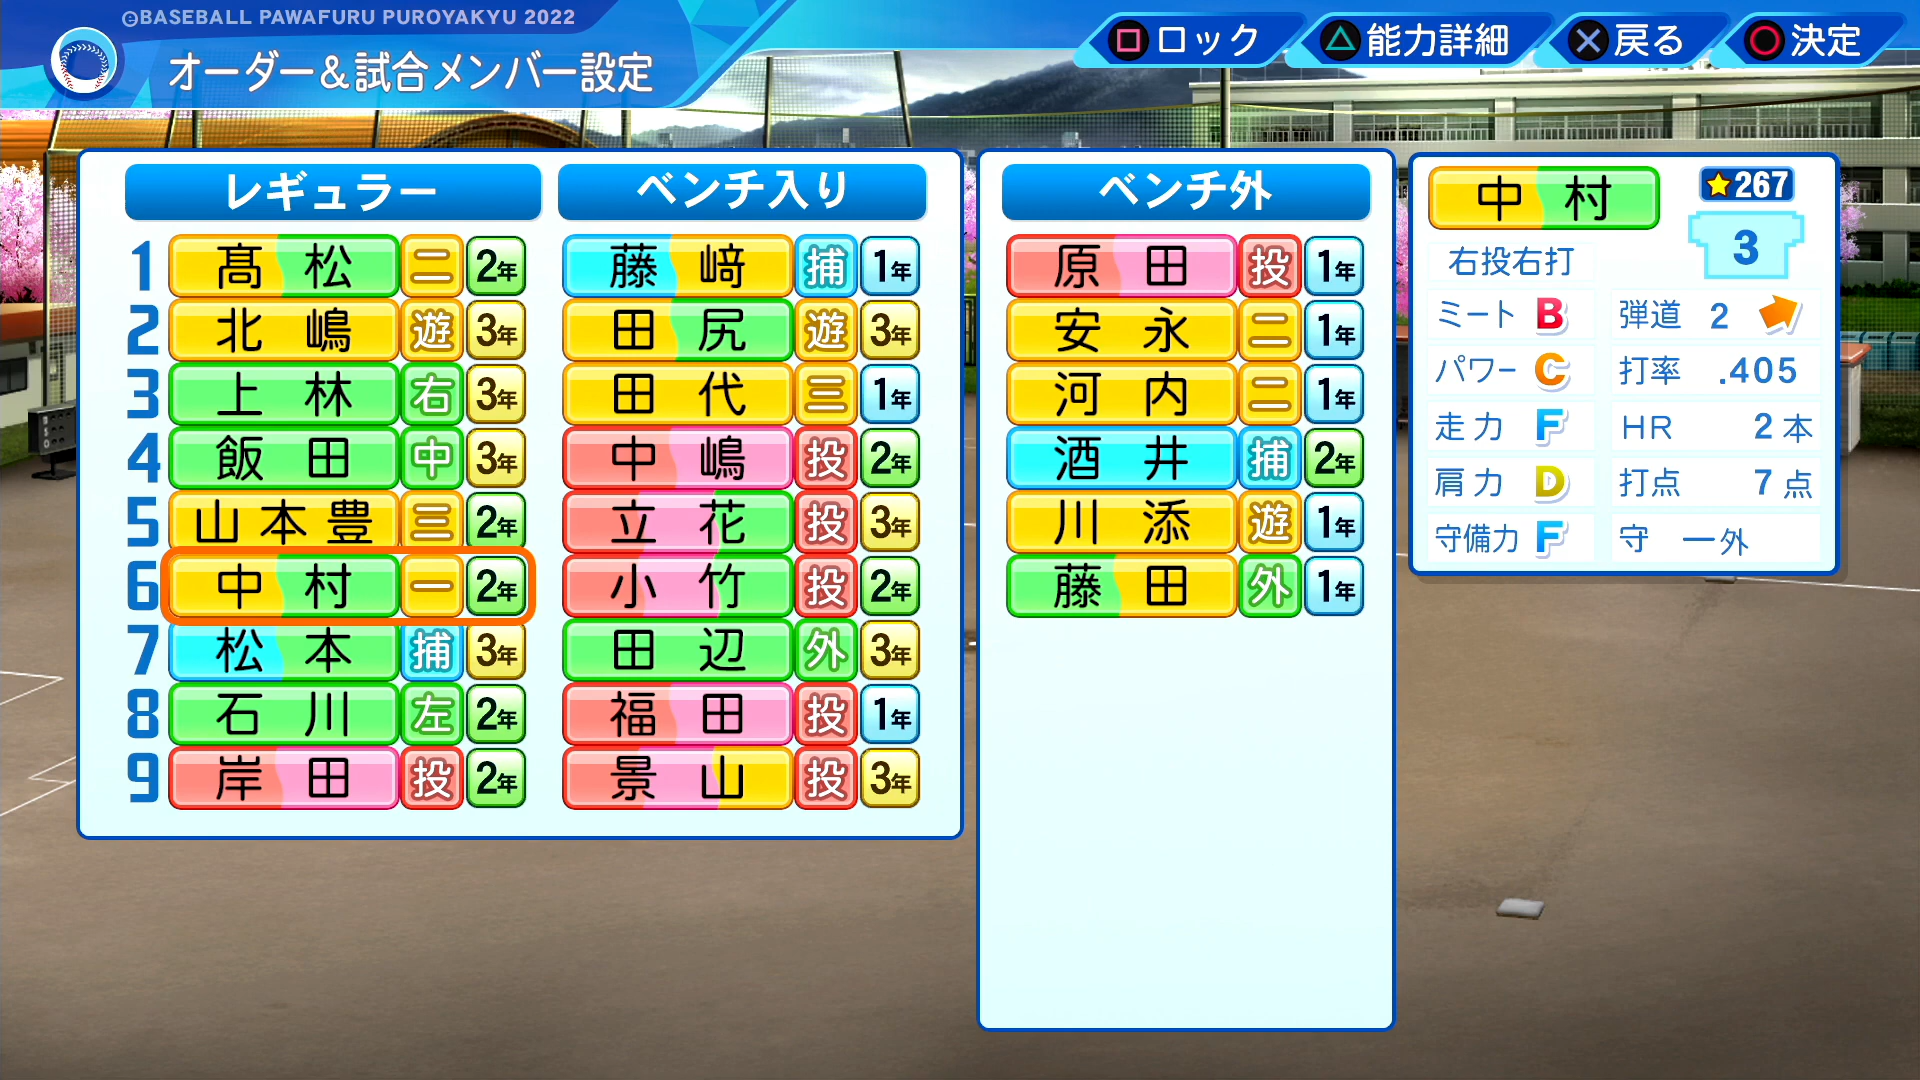 eBASEBALL PAWAFURU PUROYAKYU 2022
オーダー＆試合メンバー設定
ロック 能力詳細 戻る 決定
レギュラー
1 髙松 二 2年
2 北嶋 遊 3年
3 上林 右 3年
4 飯田 中 3年
5 山本豊 三 2年
6 中村 一 2年
7 松本 捕 3年
8 石川 左 2年
9 岸田 投 2年
ベンチ入り
藤﨑 捕 1年
田尻 遊 3年
田代 三 1年
中嶋 投 2年
立花 投 3年
小竹 投 2年
田辺 外 3年
福田 投 1年
景山 投 3年
ベンチ外
原田 投 1年
安永 二 1年
河内 二 1年
酒井 捕 2年
川添 遊 1年
藤田 外 1年
中村 ★267
右投右打 3
ミート B 弾道 2
パワー C 打率 .405
走力 F HR 2本
肩力 D 打点 7点
守備力 F 守 一外